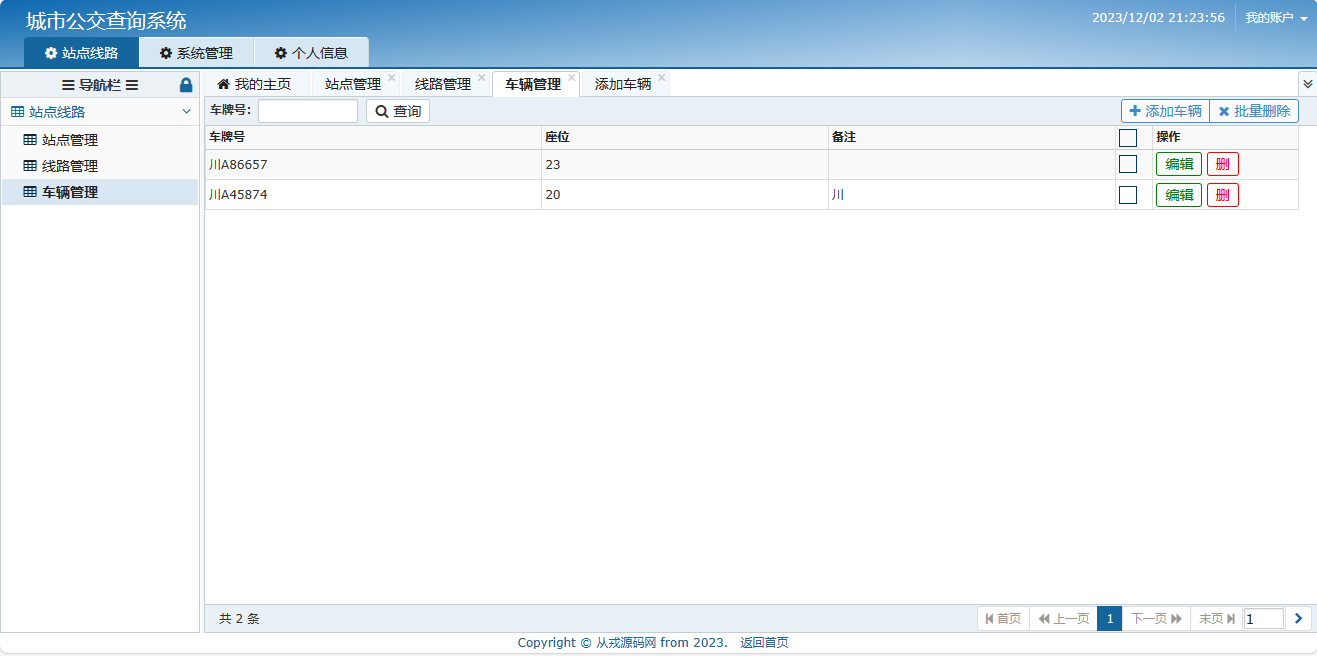 城市公交查询系统
2023/12/02 21:23:56 我的账户
站点线路 系统管理 个人信息
导航栏
我的主页 站点管理 线路管理 车辆管理 添加车辆
站点线路
站点管理
线路管理
车辆管理
车牌号: 查询 添加车辆 批量删除
车牌号 座位 备注 操作
川A86657 23 编辑 删
川A45874 20 川 编辑 删
共 2 条 首页 上一页 1 下一页 末页 1
Copyright © 从戎源码网 from 2023. 返回首页